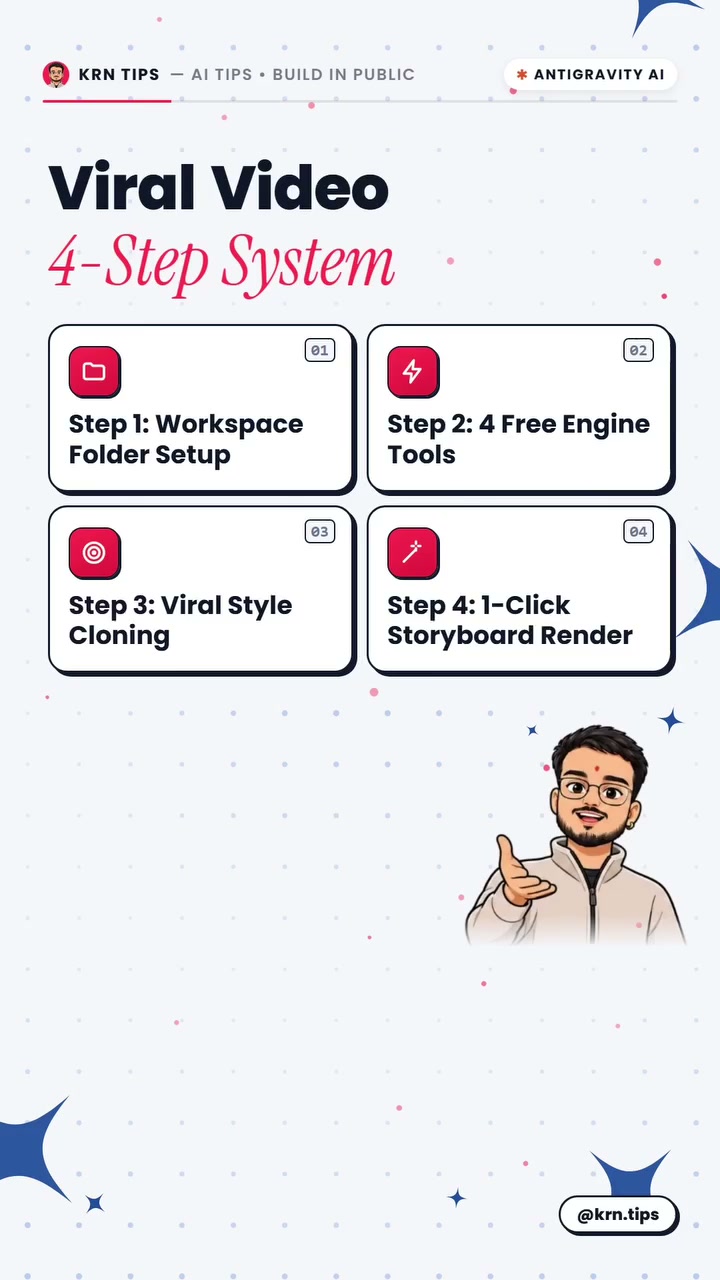 KRN TIPS — AI TIPS • BUILD IN PUBLIC
✱ ANTIGRAVITY AI
Viral Video
4-Step System
01
Step 1: Workspace
Folder Setup
02
Step 2: 4 Free Engine
Tools
03
Step 3: Viral Style
Cloning
04
Step 4: 1-Click
Storyboard Render
@krn.tips